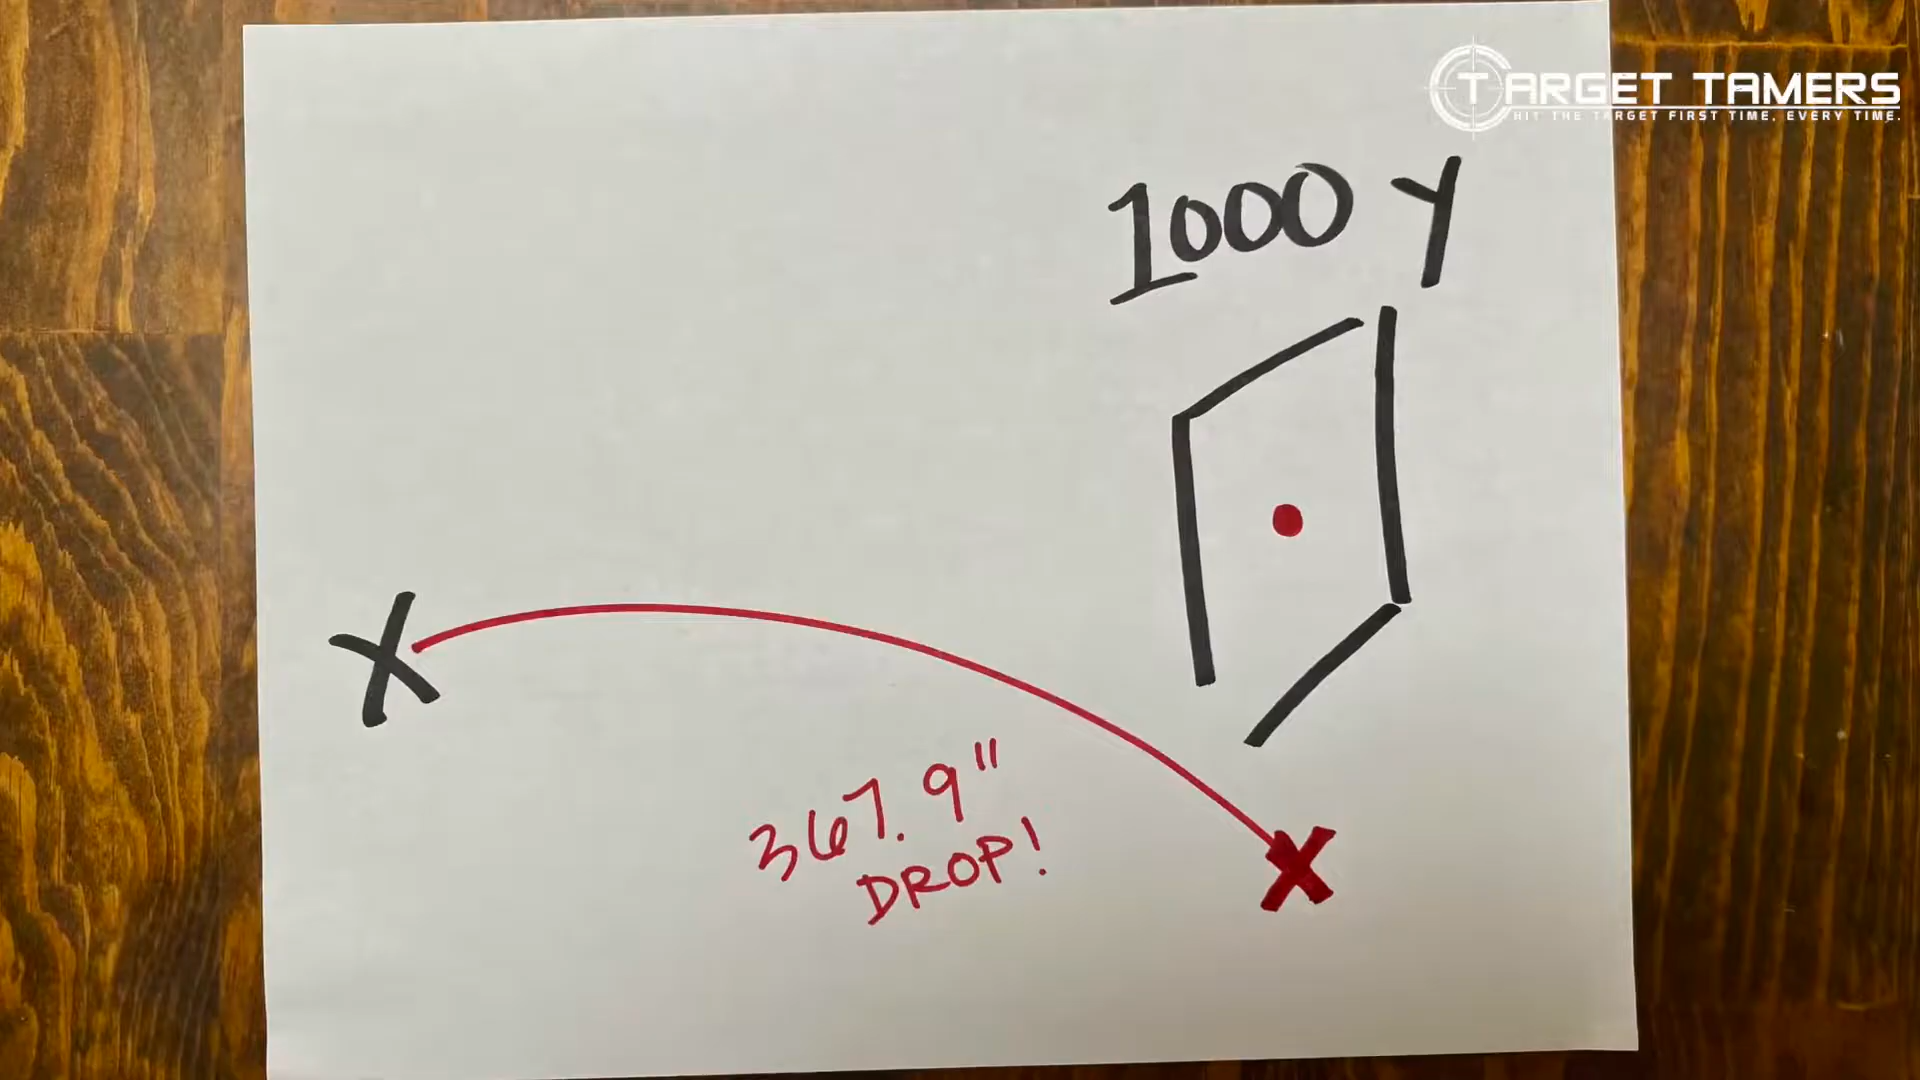 TARGET TAMERS
HIT THE TARGET FIRST TIME, EVERY TIME.
1000 Y
X
367.9"
DROP!
X